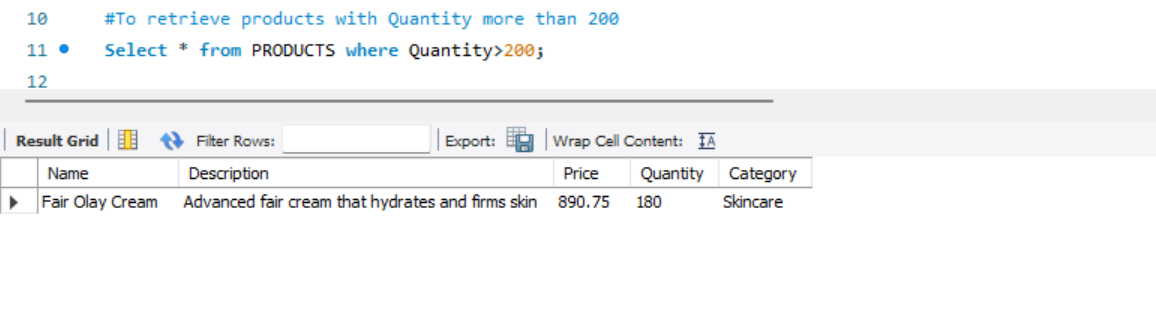 10 #To retrieve products with Quantity more than 200
11 Select * from PRODUCTS where Quantity>200;
12
Result Grid Filter Rows: Export: Wrap Cell Content: IA
Name Description Price Quantity Category
Fair Olay Cream Advanced fair cream that hydrates and firms skin 890.75 180 Skincare